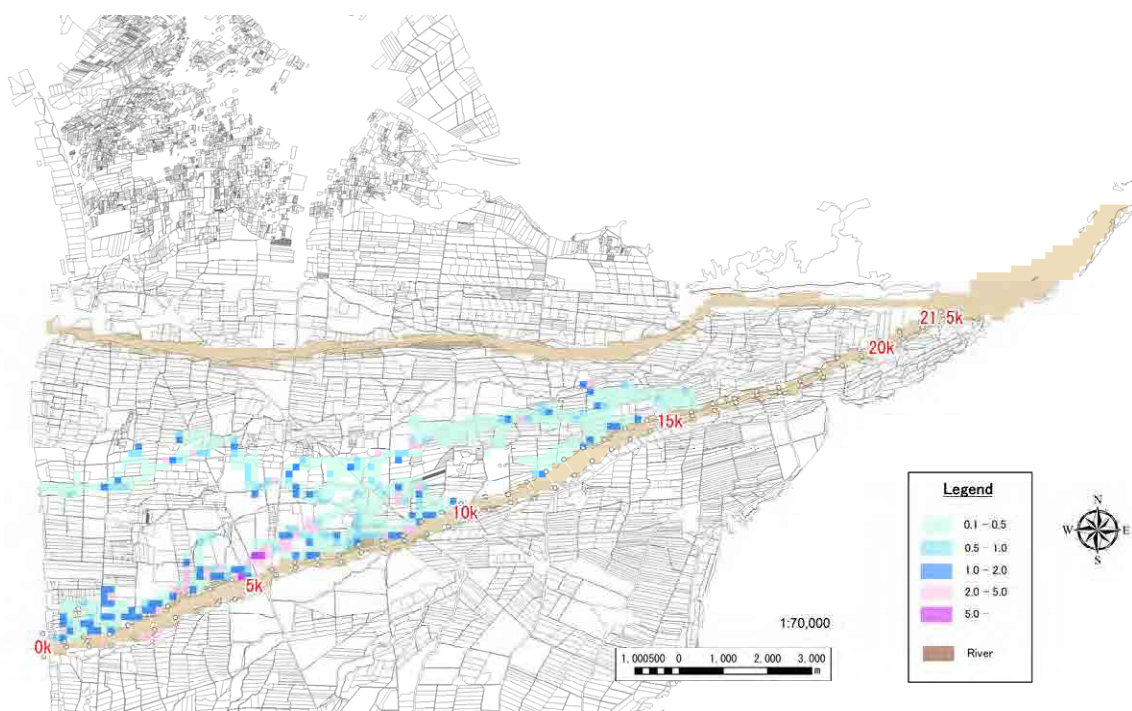 21. 5k
20k
15k
10k
5k
0k
Legend
0.1 - 0.5
0.5 - 1.0
1.0 - 2.0
2.0 - 5.0
5.0 -
River
N
W E
S
1:70,000
1,000500 0 1,000 2,000 3,000
m